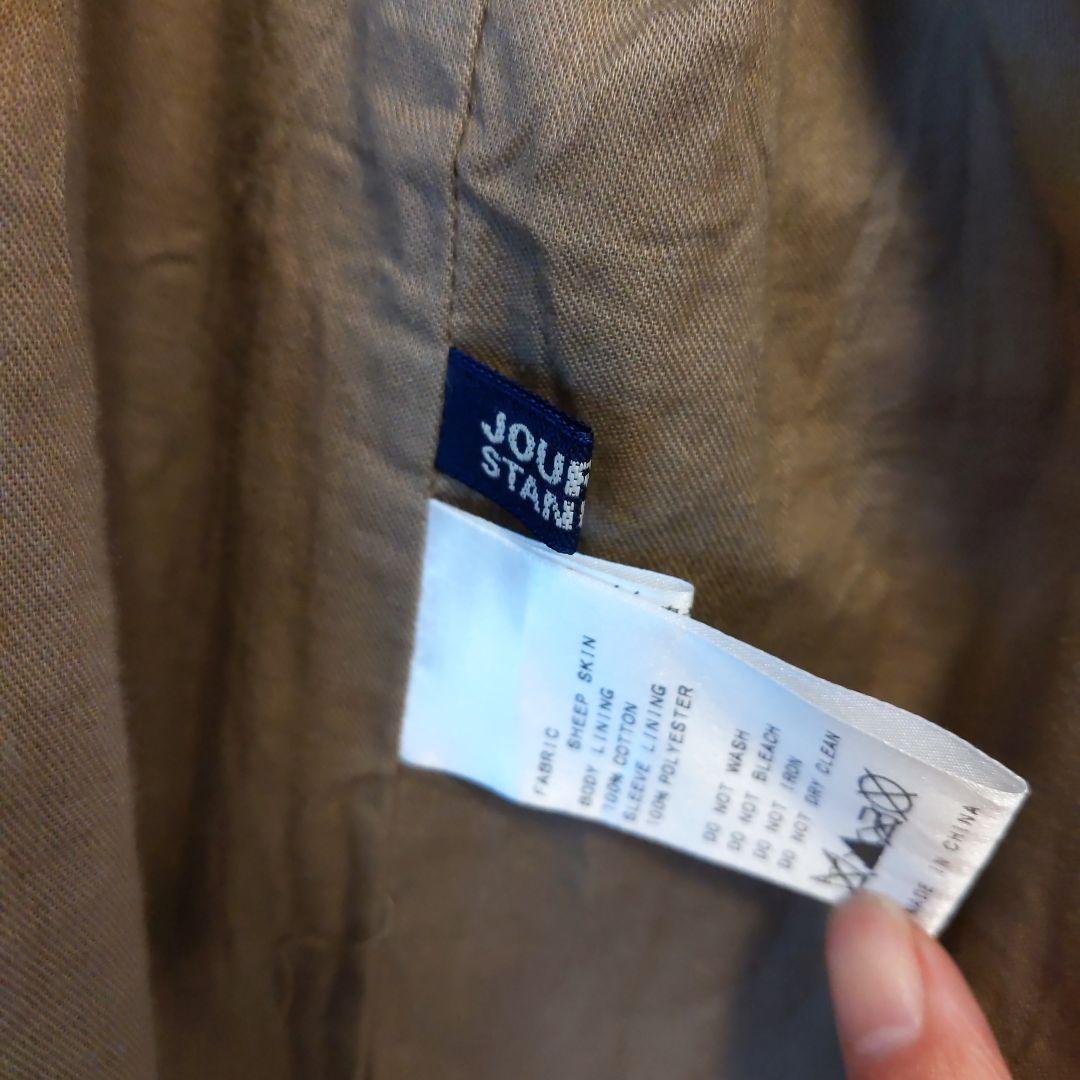 JOUR
STAN
FABRIC
SHEEP SKIN
BODY LINING
100% COTTON
SLEEVE LINING
100% POLYESTER
DO NOT WASH
DO NOT BLEACH
DO NOT IRON
DO NOT DRY CLEAN
MADE IN CHINA